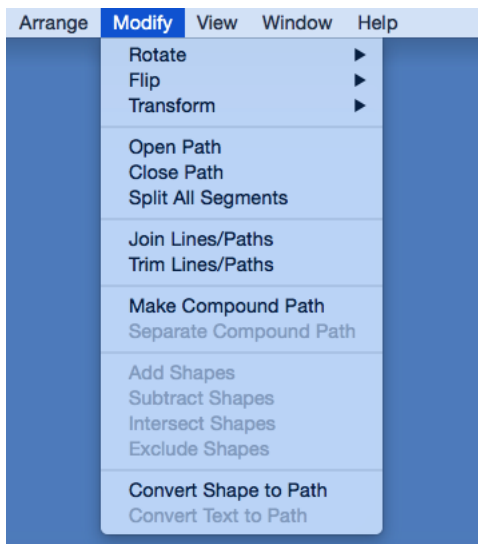 Arrange Modify View Window Help
Rotate
Flip
Transform
Open Path
Close Path
Split All Segments
Join Lines/Paths
Trim Lines/Paths
Make Compound Path
Separate Compound Path
Add Shapes
Subtract Shapes
Intersect Shapes
Exclude Shapes
Convert Shape to Path
Convert Text to Path